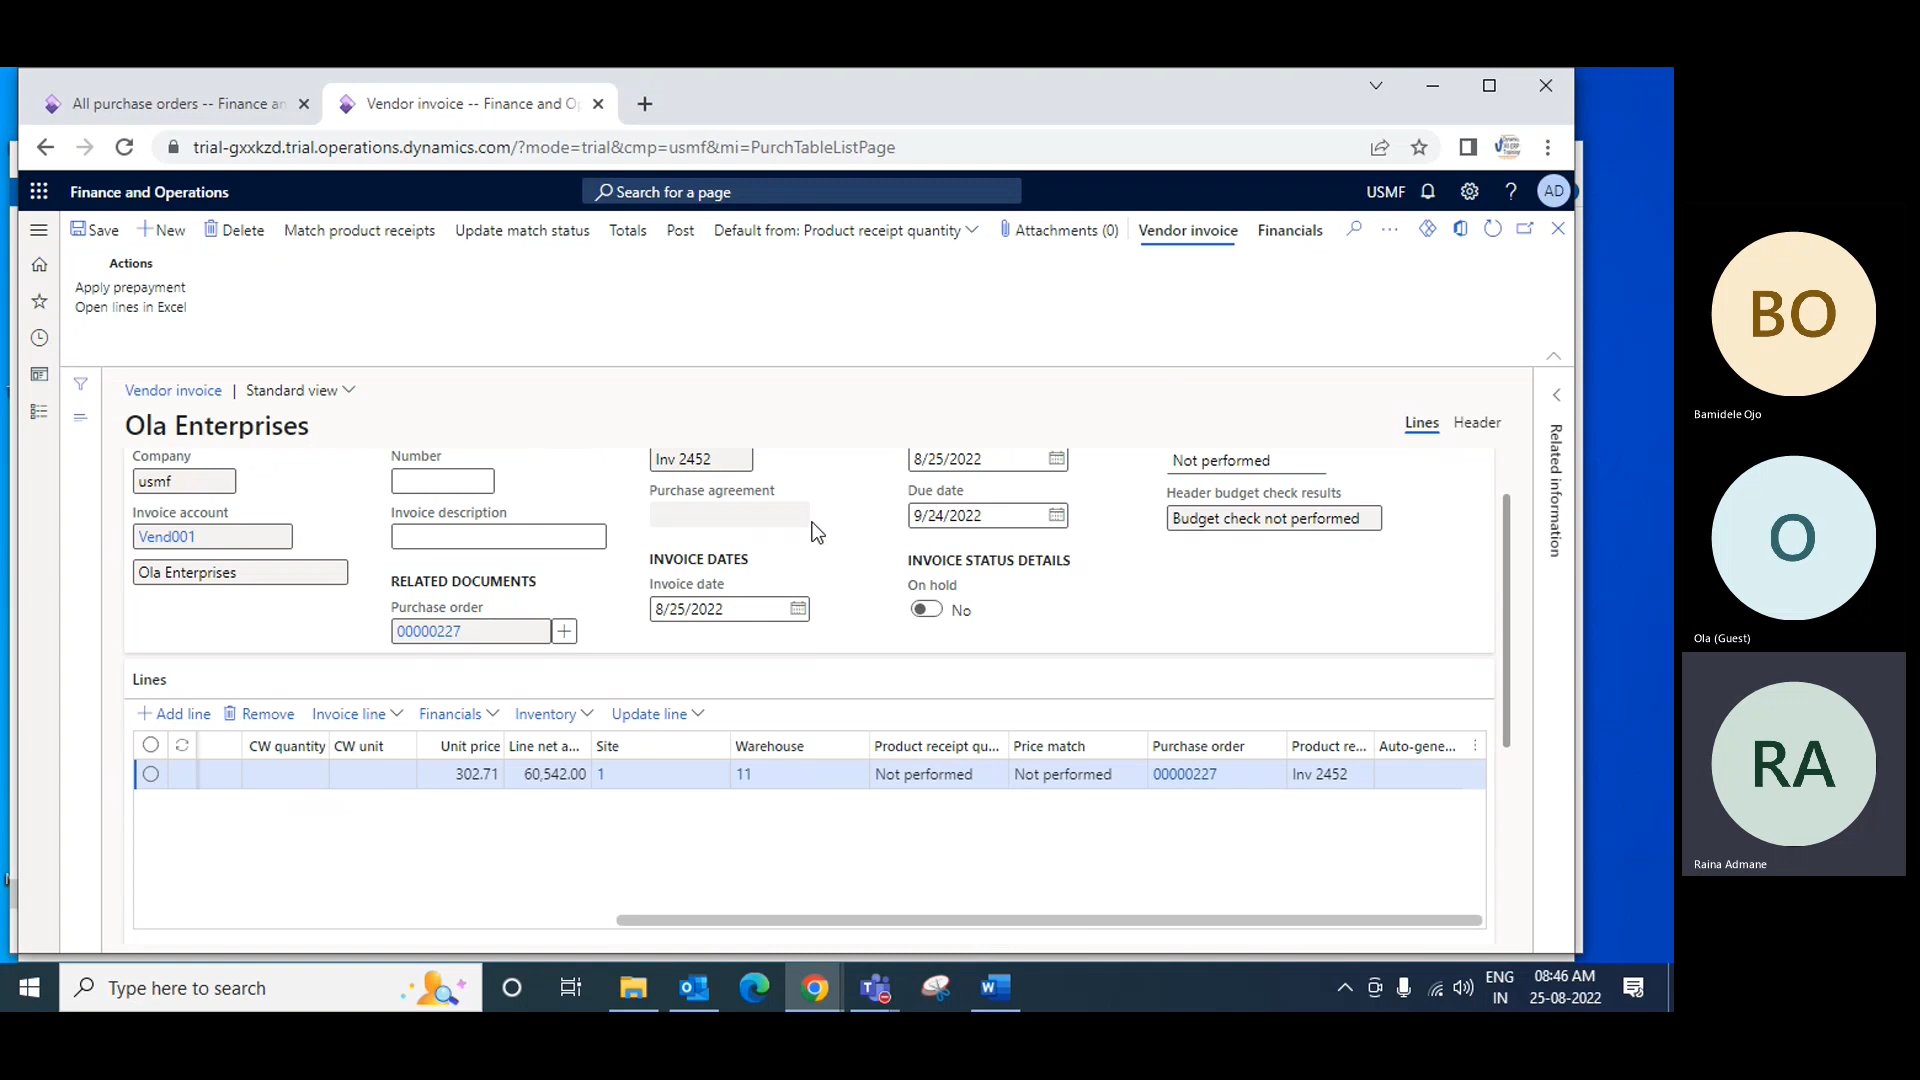 All purchase orders -- Finance an
Vendor invoice -- Finance and Op
trial-gxxkzd.trial.operations.dynamics.com/?mode=trial&cmp=usmf&mi=PurchTableListPage
Finance and Operations
Search for a page
USMF
AD
Save
New
Delete
Match product receipts
Update match status
Totals
Post
Default from: Product receipt quantity
Attachments (0)
Vendor invoice
Financials
Actions
Apply prepayment
Open lines in Excel
Vendor invoice | Standard view
Ola Enterprises
Lines
Header
Company
usmf
Invoice account
Vend001
Ola Enterprises
Number
Invoice description
RELATED DOCUMENTS
Purchase order
00000227
Inv 2452
Purchase agreement
INVOICE DATES
Invoice date
8/25/2022
8/25/2022
Due date
9/24/2022
INVOICE STATUS DETAILS
On hold
No
Not performed
Header budget check results
Budget check not performed
Related information
Lines
Add line
Remove
Invoice line
Financials
Inventory
Update line
CW quantity CW unit Unit price Line net a... Site Warehouse Product receipt qu... Price match Purchase order Product re... Auto-gene...
302.71 60,542.00 1 11 Not performed Not performed 00000227 Inv 2452
Type here to search
ENG
IN
08:46 AM
25-08-2022
BO
Bamidele Ojo
O
Ola (Guest)
RA
Raina Admane